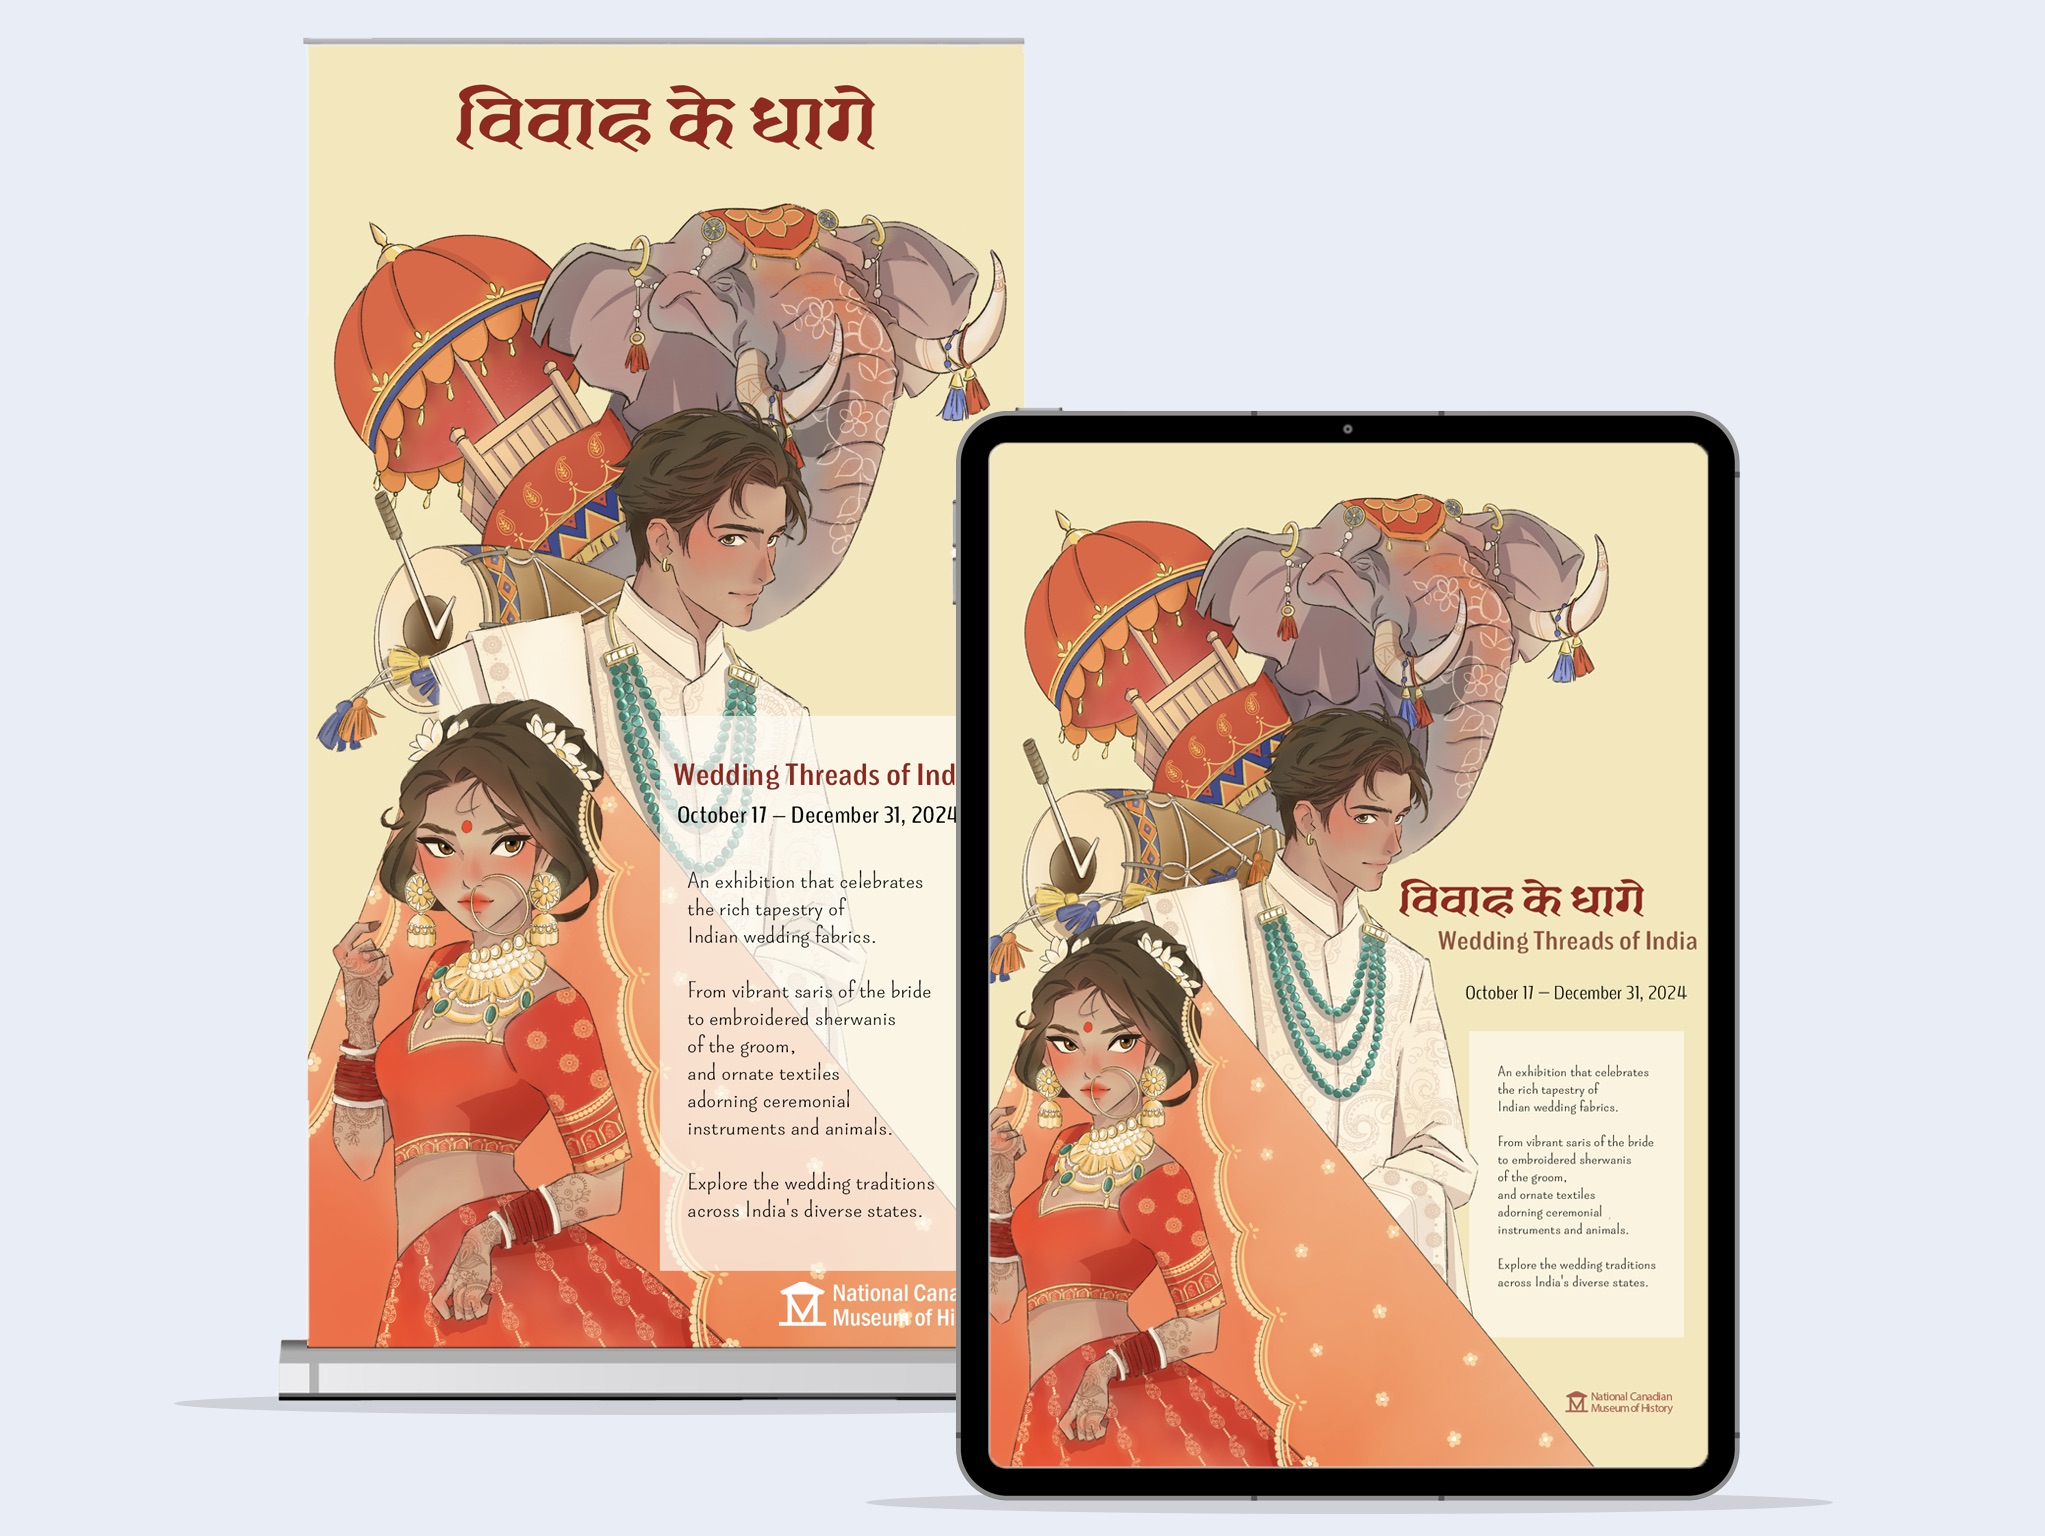 विवाह के धागे
Wedding Threads of Ind
October 17 – December 31, 2024
An exhibition that celebrates
the rich tapestry of
Indian wedding fabrics.
From vibrant saris of the bride
to embroidered sherwanis
of the groom,
and ornate textiles
adorning ceremonial
instruments and animals.
Explore the wedding traditions
across India's diverse states.
National Cana
Museum of Hi
विवाह के धागे
Wedding Threads of India
October 17 – December 31, 2024
An exhibition that celebrates
the rich tapestry of
Indian wedding fabrics.
From vibrant saris of the bride
to embroidered sherwanis
of the groom,
and ornate textiles
adorning ceremonial
instruments and animals.
Explore the wedding traditions
across India's diverse states.
National Canadian
Museum of History